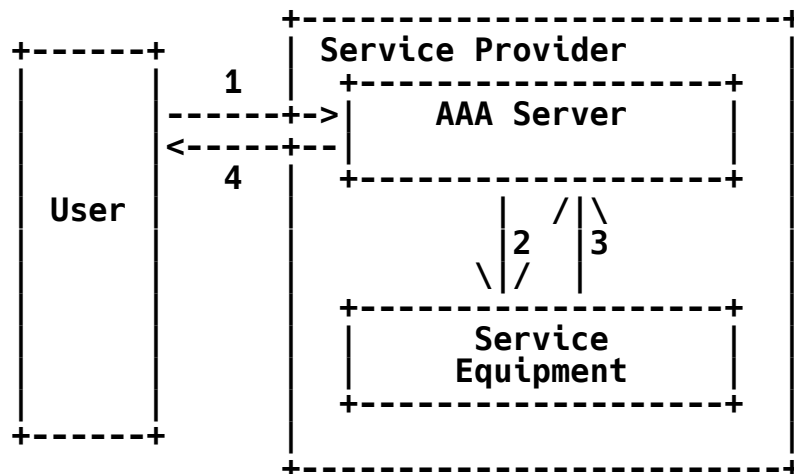 Service Provider
1
AAA Server
4
User
2 3
Service
Equipment